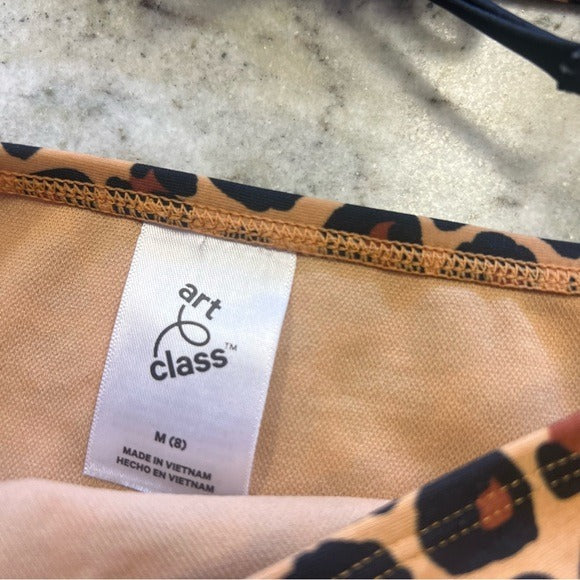 art
class™
M (8)
MADE IN VIETNAM
HECHO EN VIETNAM